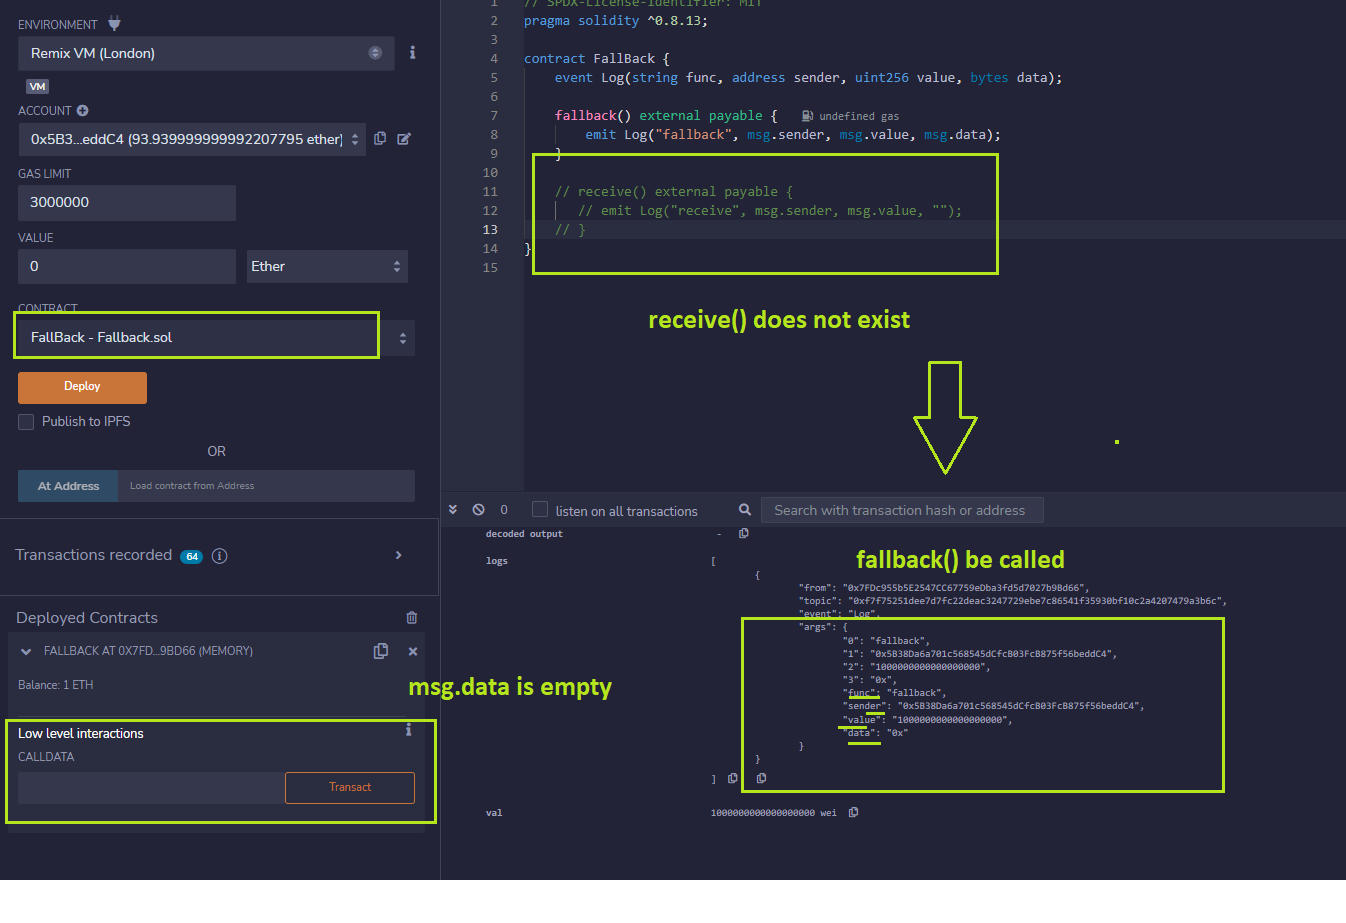 ENVIRONMENT
Remix VM (London)
VM
ACCOUNT
0x5B3...eddC4 (93.939999999992207795 ether)
GAS LIMIT
3000000
VALUE
0
Ether
CONTRACT
FallBack - Fallback.sol
Deploy
Publish to IPFS
OR
At Address
Load contract from Address
Transactions recorded 64
Deployed Contracts
FALLBACK AT 0X7FD...9BD66 (MEMORY)
Balance: 1 ETH
Low level interactions
CALLDATA
Transact
msg.data is empty
1 // SPDX-License-Identifier: MIT
2 pragma solidity ^0.8.13;
3
4 contract FallBack {
5 event Log(string func, address sender, uint256 value, bytes data);
6
7 fallback() external payable { undefined gas
8 emit Log("fallback", msg.sender, msg.value, msg.data);
9 }
10
11 // receive() external payable {
12 // emit Log("receive", msg.sender, msg.value, "");
13 // }
14 }
15
receive() does not exist
0
listen on all transactions
Search with transaction hash or address
decoded output -
fallback() be called
logs [
{
"from": "0x7FDc955b5E2547CC67759eDba3fd5d7027b9Bd66",
"topic": "0xf7f75251dee7d7fc22deac3247729ebe7c86541f35930bf10c2a4207479a3b6c",
"event": "Log",
"args": {
"0": "fallback",
"1": "0x5B38Da6a701c568545dCfcB03FcB875f56beddC4",
"2": "1000000000000000000",
"3": "0x",
"func": "fallback",
"sender": "0x5B38Da6a701c568545dCfcB03FcB875f56beddC4",
"value": "1000000000000000000",
"data": "0x"
}
}
]
val 1000000000000000000 wei